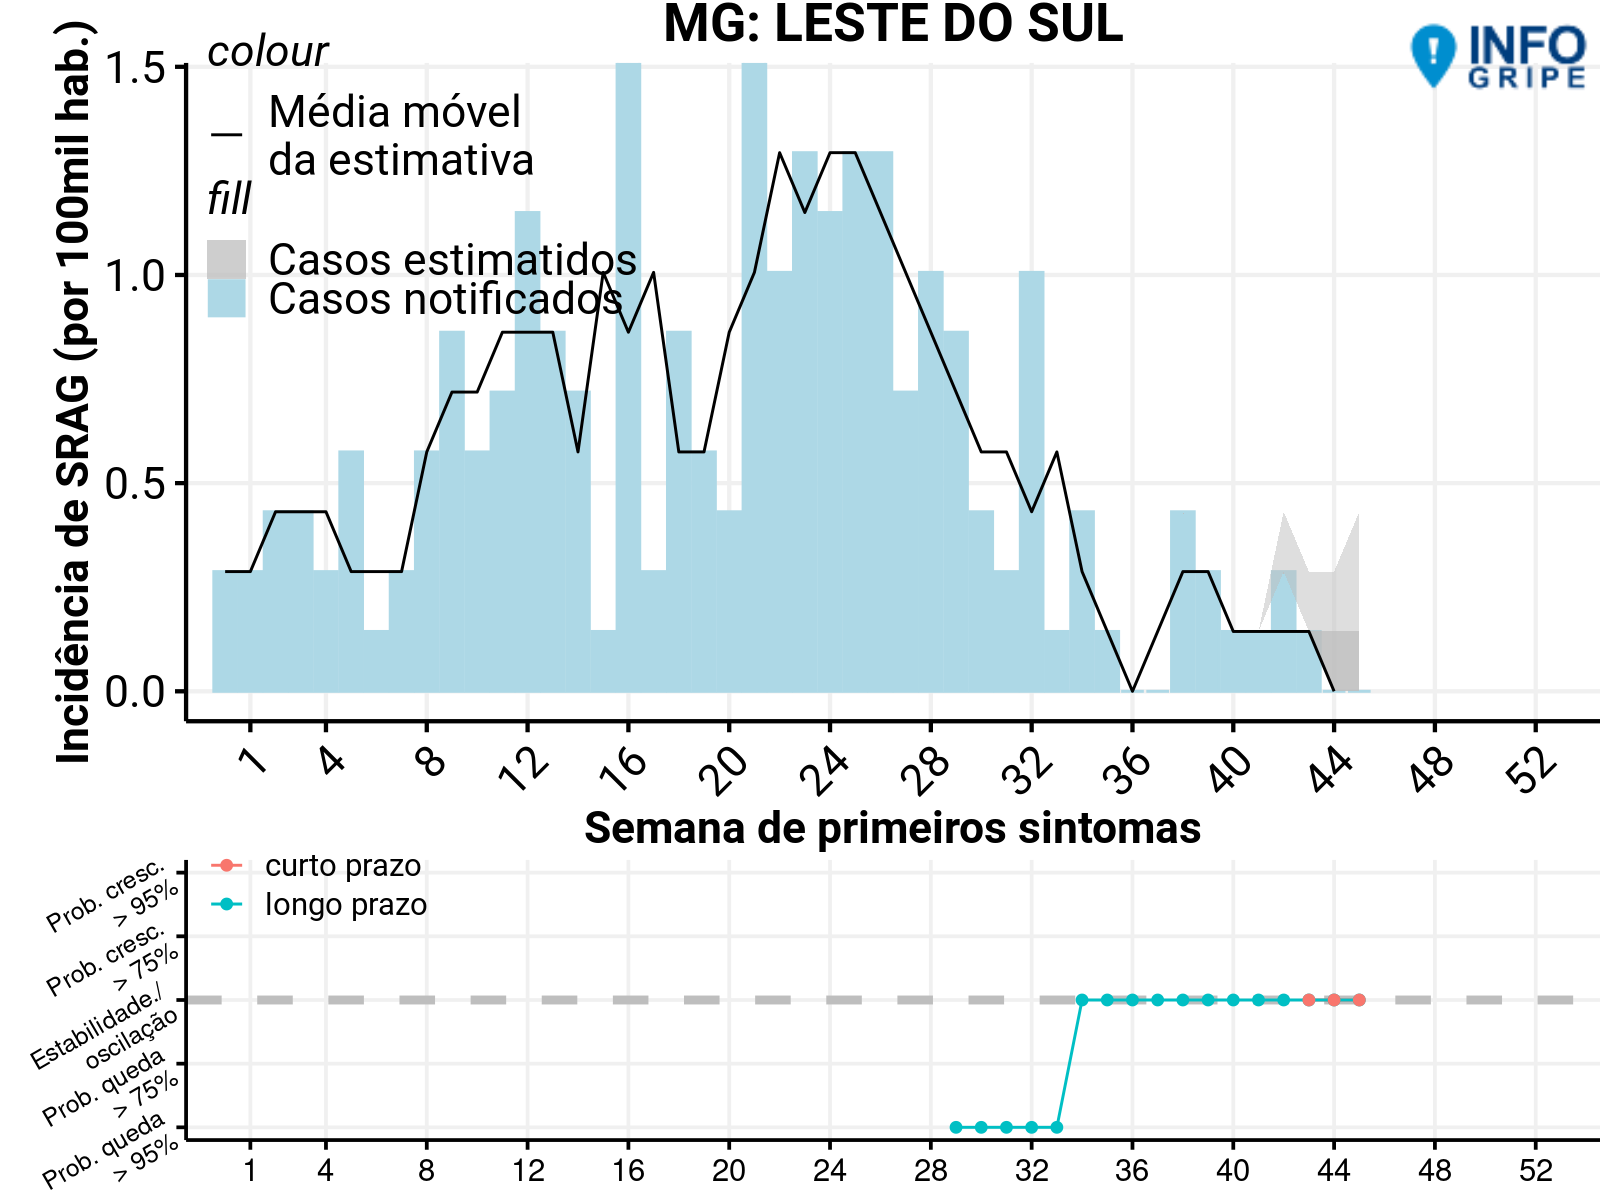 MG: LESTE DO SUL
INFO
GRIPE
Incidência de SRAG (por 100mil hab.)
1.5
1.0
0.5
0.0
colour
Média móvel
da estimativa
fill
Casos estimatidos
Casos notificados
1 4 8 12 16 20 24 28 32 36 40 44 48 52
Semana de primeiros sintomas
curto prazo
longo prazo
Prob. cresc.
> 95%
Prob. cresc.
> 75%
Estabilidade./
oscilação
Prob. queda
> 75%
Prob. queda
> 95%
1 4 8 12 16 20 24 28 32 36 40 44 48 52